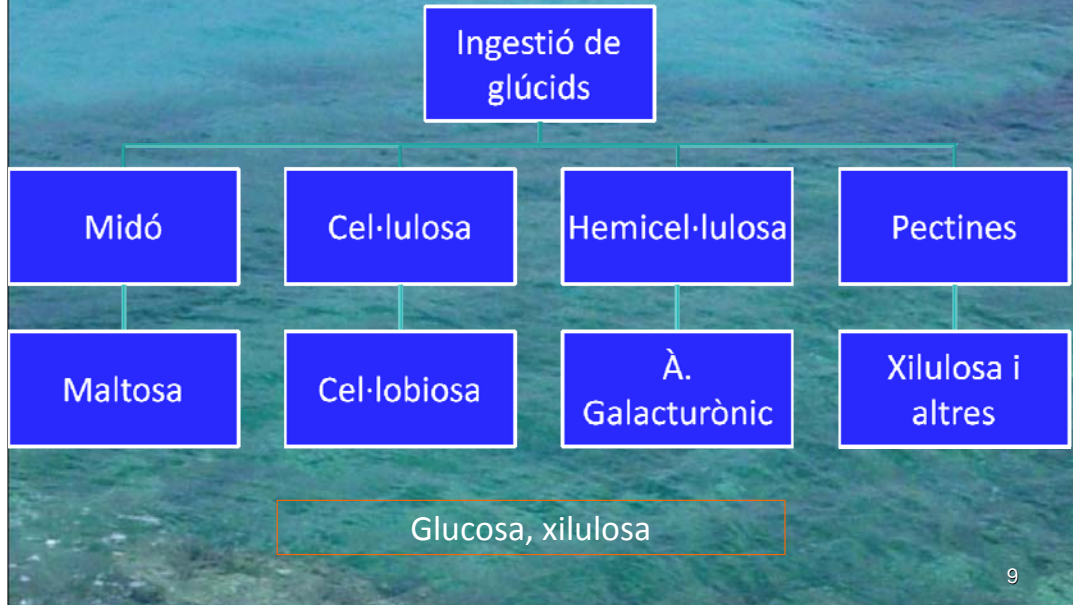 Ingestió de
glúcids
Midó
Cel·lulosa
Hemicel·lulosa
Pectines
Maltosa
Cel·lobiosa
À.
Galacturònic
Xilulosa i
altres
Glucosa, xilulosa
9